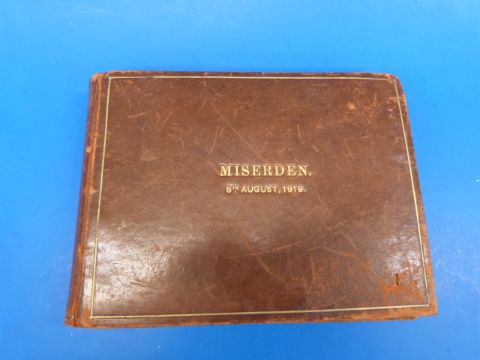 MISERDEN.
5TH AUGUST, 1919.